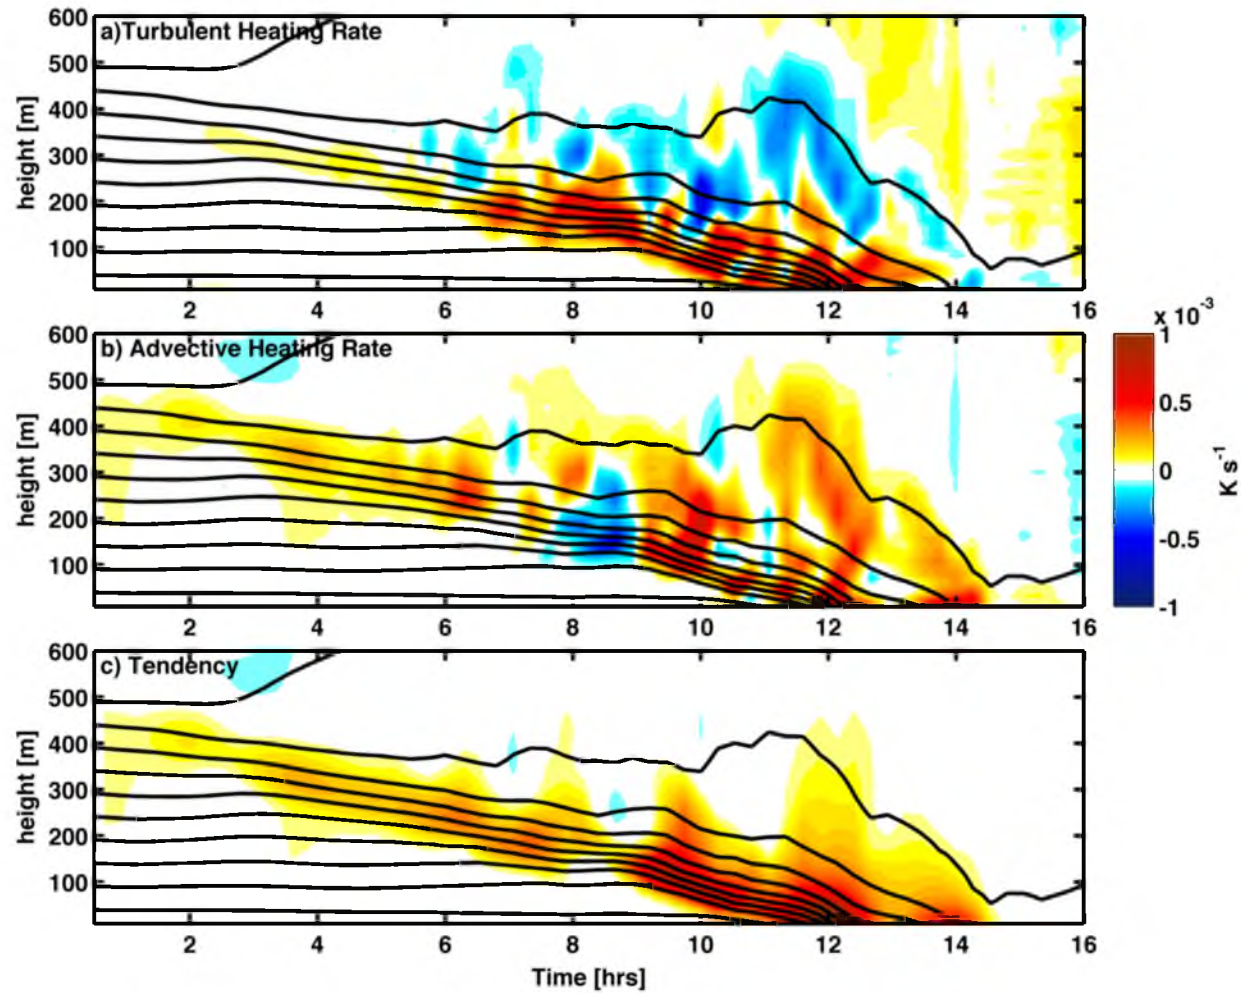 a)Turbulent Heating Rate
600
500
400
300
200
100
height [m]
2 4 6 8 10 12 14 16
b) Advective Heating Rate
600
500
400
300
200
100
height [m]
2 4 6 8 10 12 14 16
x 10⁻³
1
0.5
0
-0.5
-1
K s⁻¹
c) Tendency
600
500
400
300
200
100
height [m]
2 4 6 8 10 12 14 16
Time [hrs]